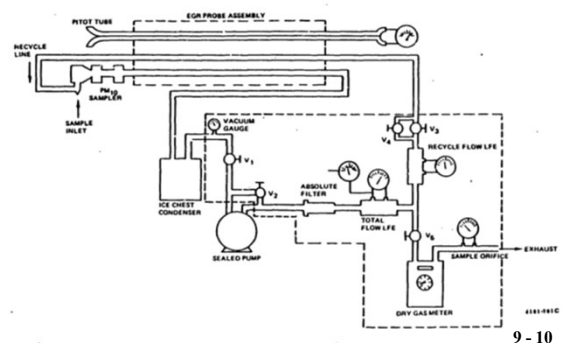 EGR PROBE ASSEMBLY
PITOT TUBE
RECYCLE
LINE
PM10
SAMPLER
SAMPLE
INLET
VACUUM
GAUGE
V1
V4
V3
RECYCLE FLOW LFE
ABSOLUTE
FILTER
V2
ICE CHEST
CONDENSER
TOTAL
FLOW LFE
SEALED PUMP
SAMPLE ORIFICE
EXHAUST
DRY GAS METER
9 - 10